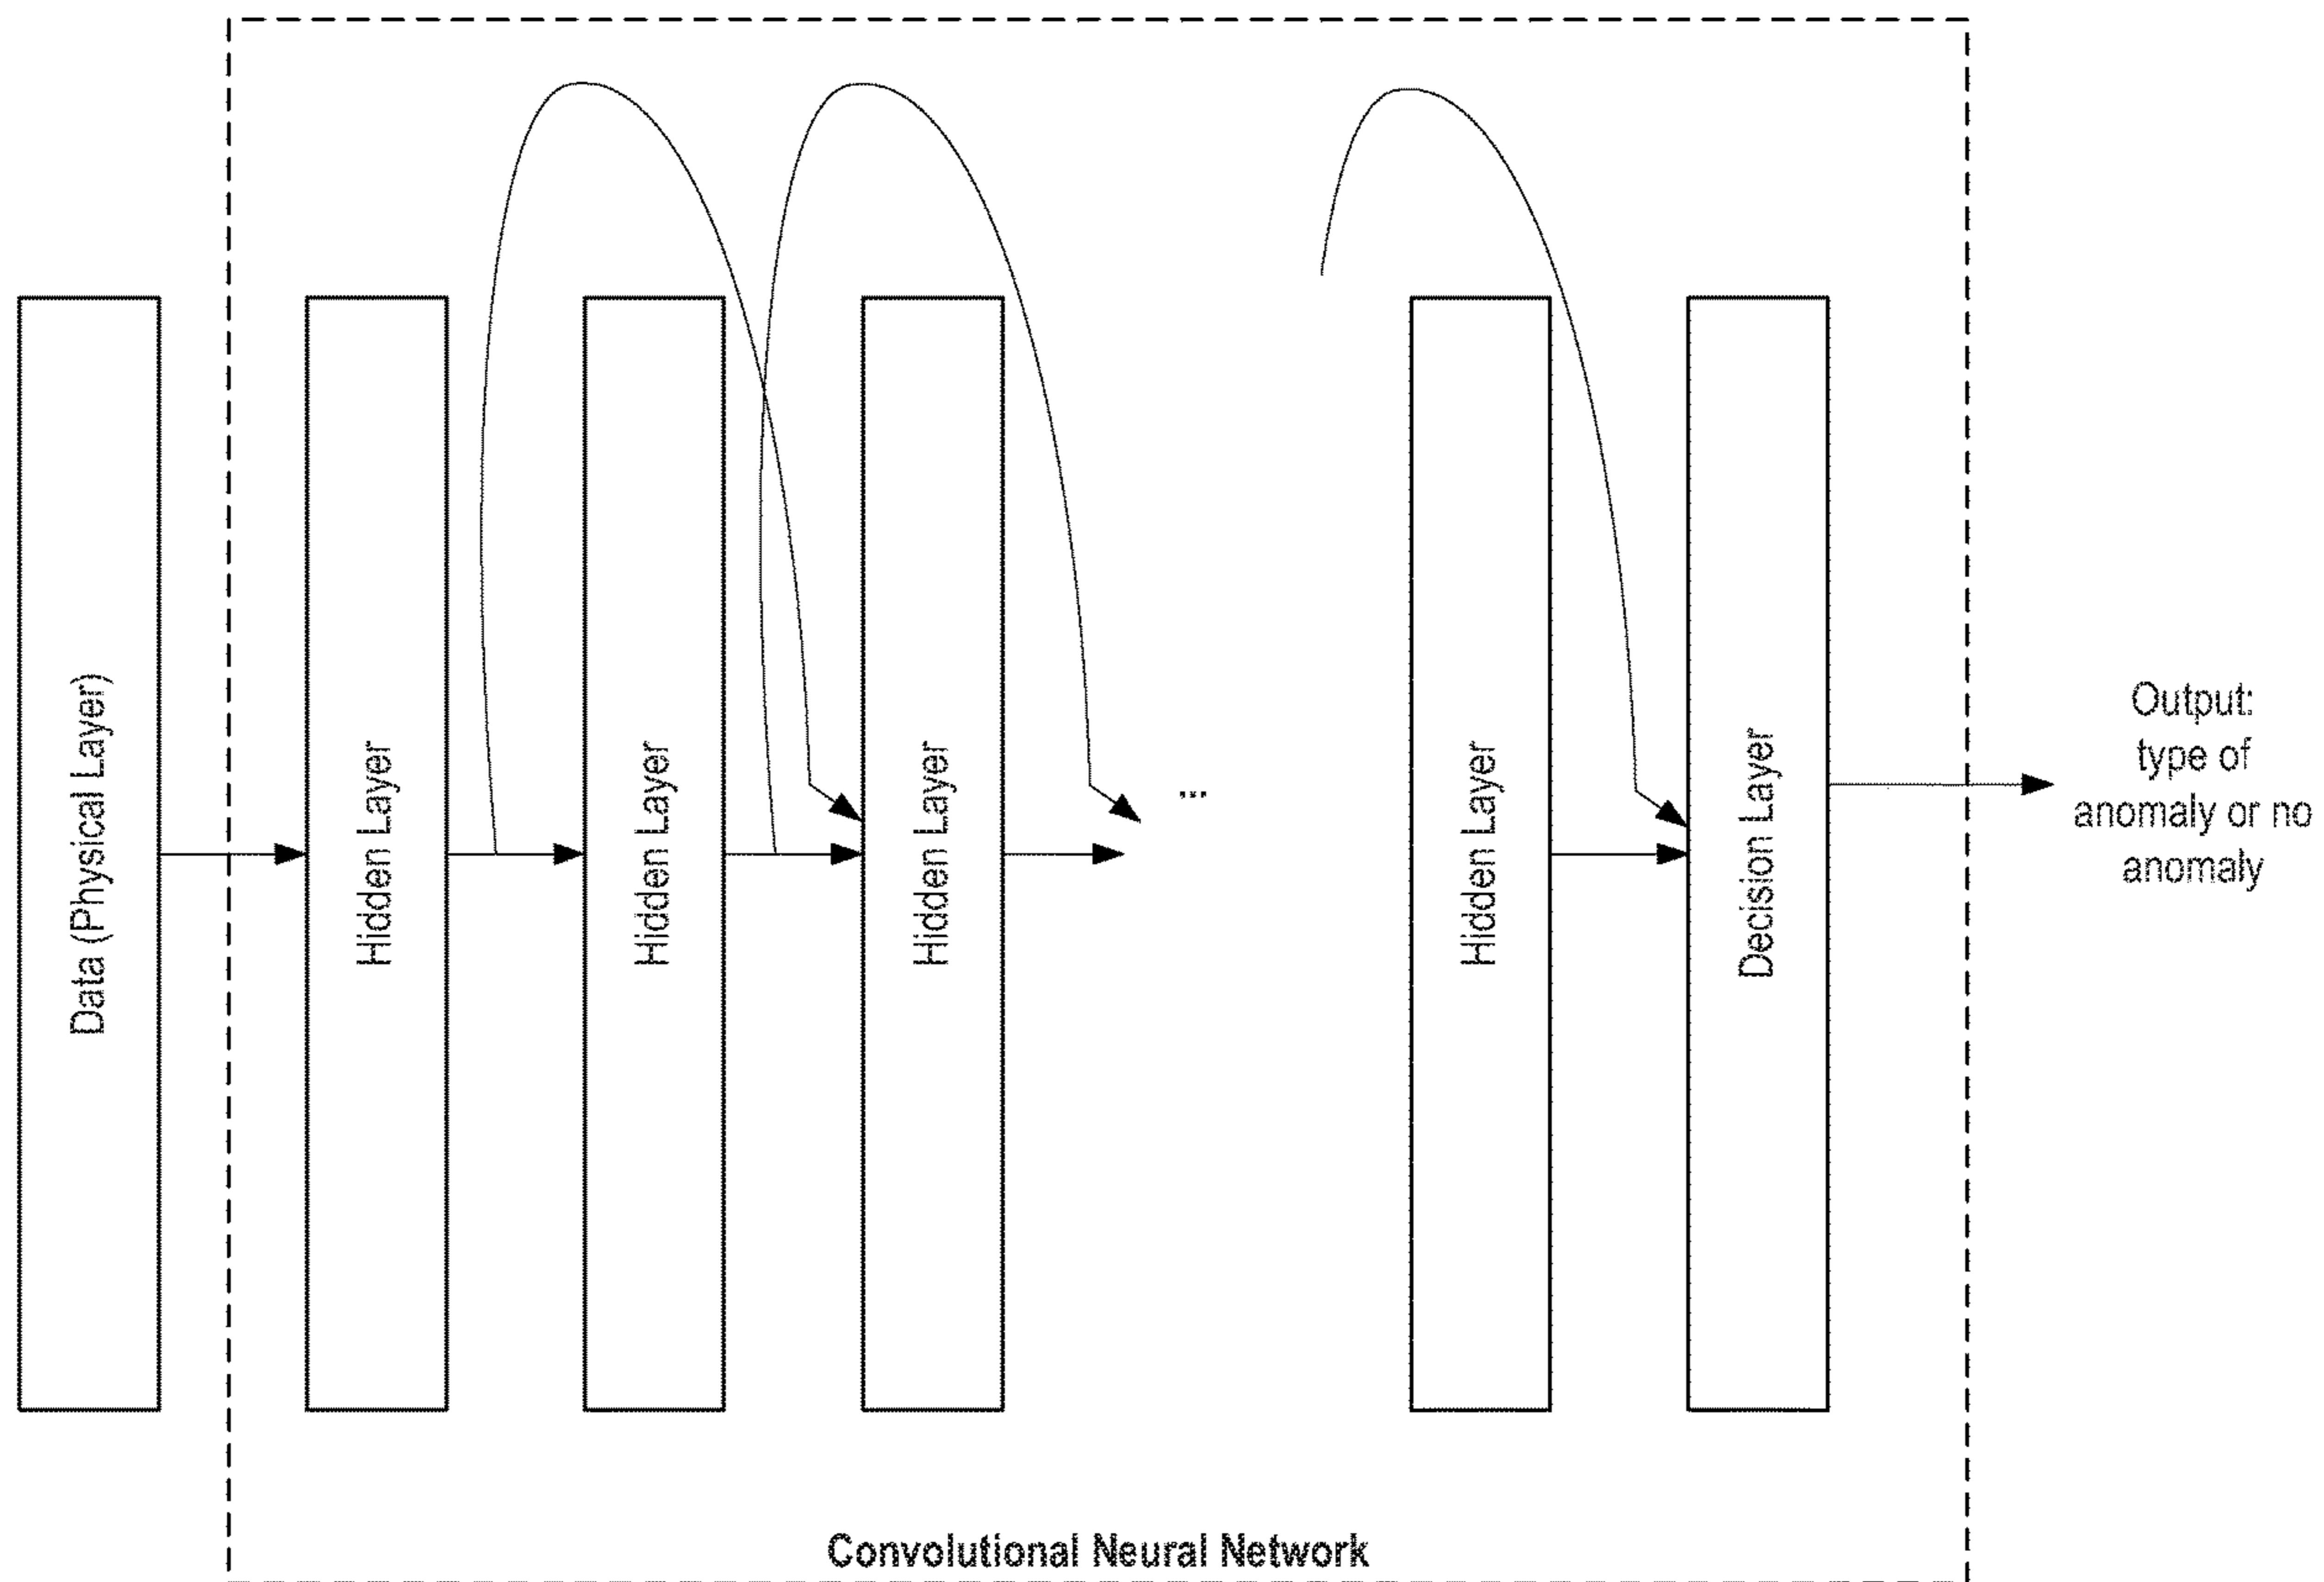 Data (Physical Layer)
Hidden Layer
Hidden Layer
Hidden Layer
...
Hidden Layer
Decision Layer
Output:
type of
anomaly or no
anomaly
Convolutional Neural Network